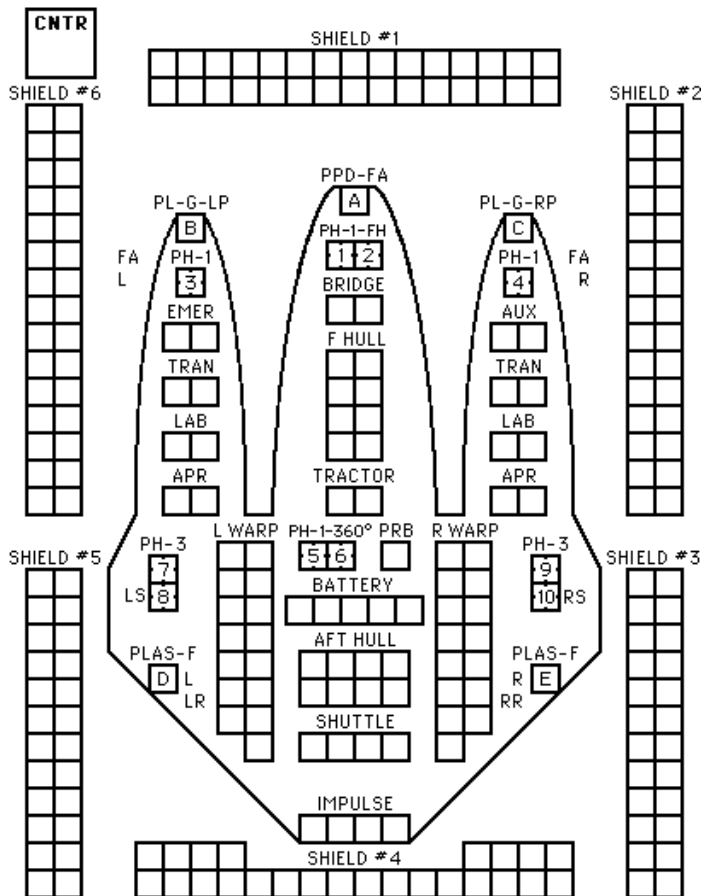 CNTR
SHIELD #1
SHIELD #6
SHIELD #2
PPD-FA
A
PL-G-LP
PL-G-RP
B
C
PH-1-FH
1 2
FA
L
PH-1
3
PH-1
4
FA
R
BRIDGE
EMER
AUX
F HULL
TRAN
TRAN
LAB
LAB
APR
TRACTOR
APR
L WARP
PH-1-360°
PRB
R WARP
5 6
SHIELD #5
PH-3
7
8
LS
PH-3
9
10
RS
SHIELD #3
BATTERY
AFT HULL
PLAS-F
D
L
LR
PLAS-F
R
E
RR
SHUTTLE
IMPULSE
SHIELD #4